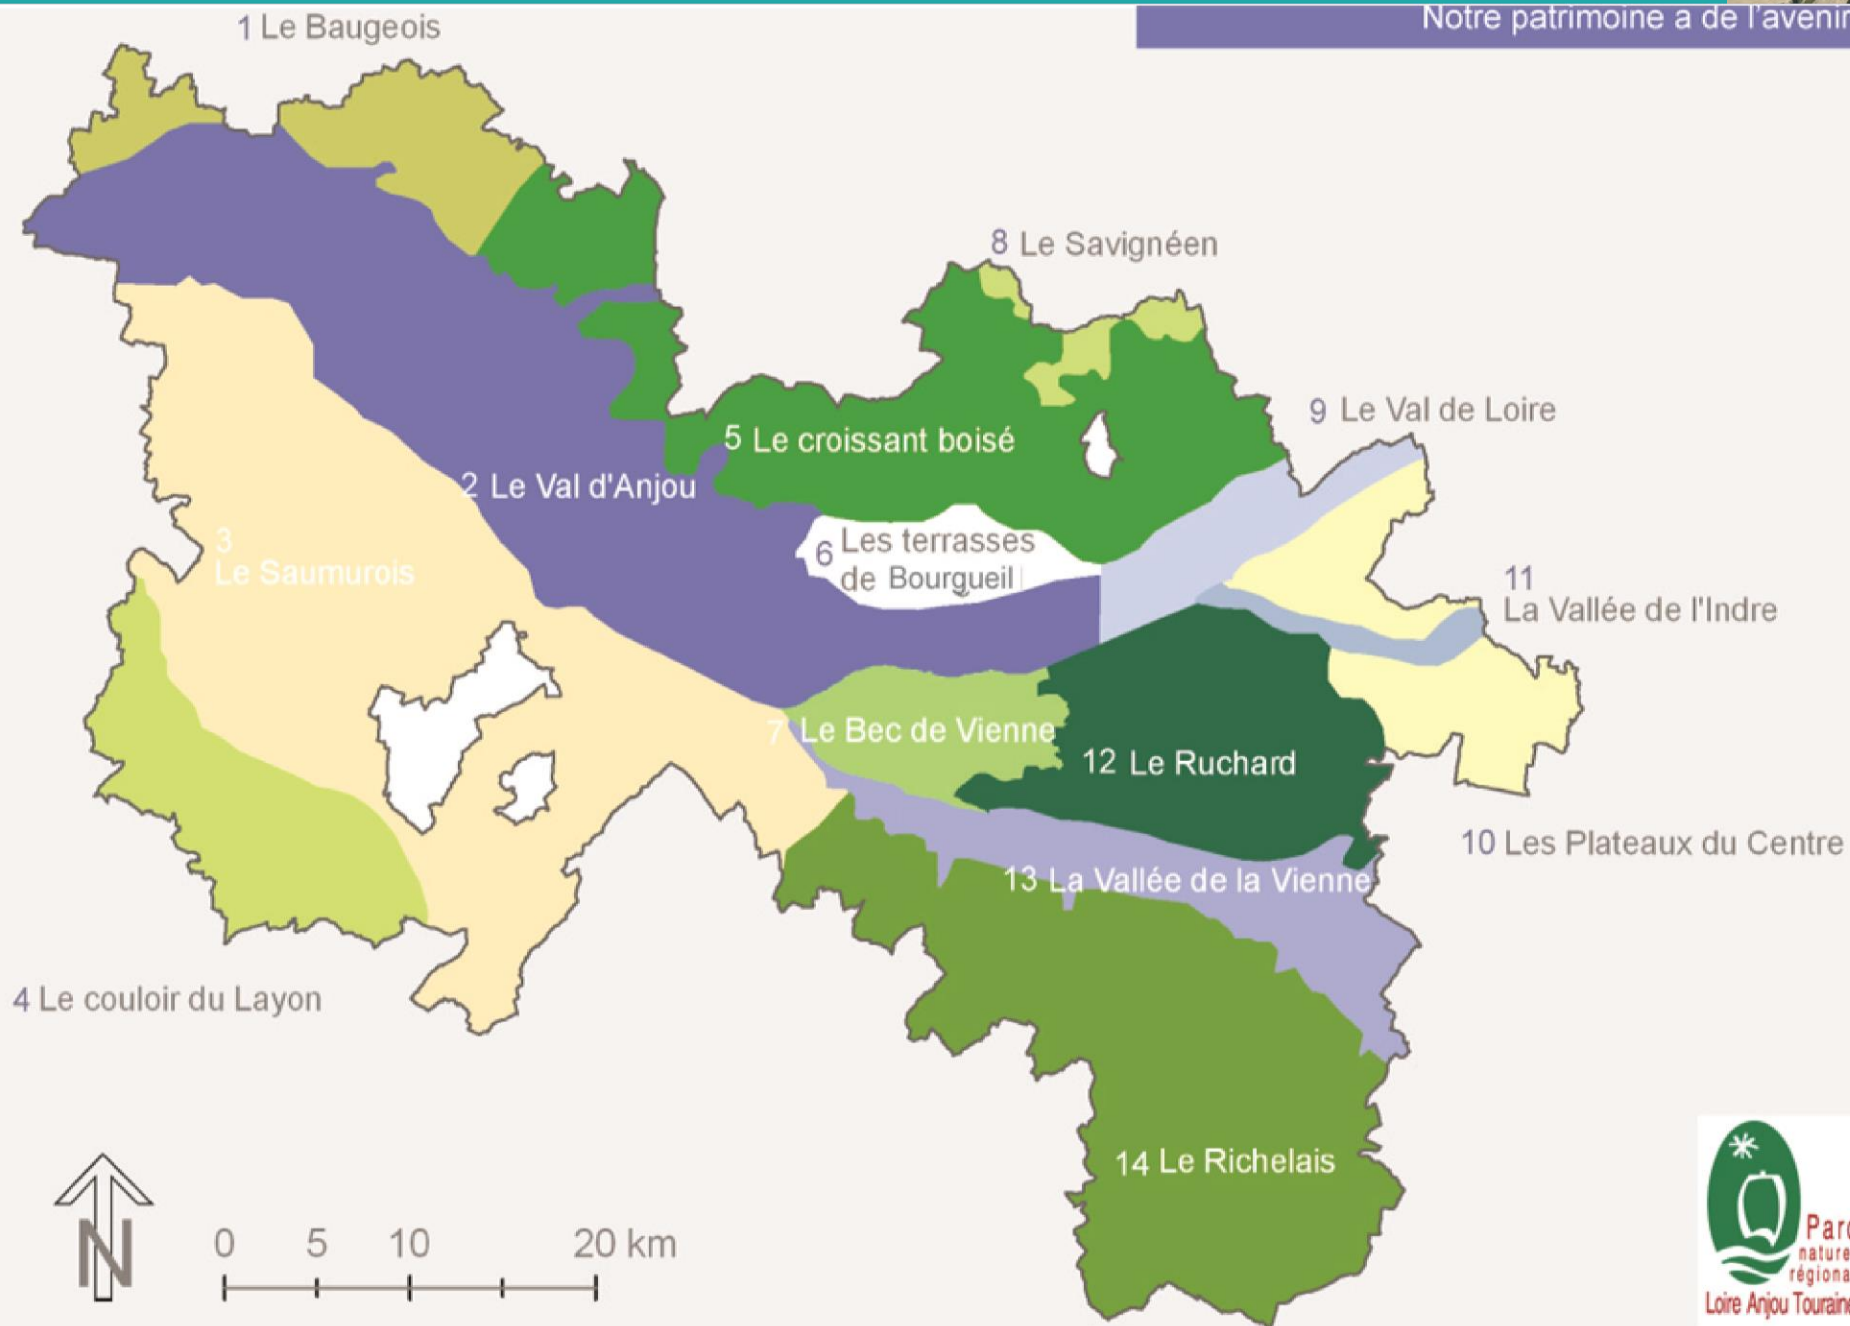 Notre patrimoine a de l'avenir
1 Le Baugeois
8 Le Savignéen
9 Le Val de Loire
5 Le croissant boisé
2 Le Val d'Anjou
6 Les terrasses
de Bourgueil
3
Le Saumurois
11
La Vallée de l'Indre
7 Le Bec de Vienne
12 Le Ruchard
10 Les Plateaux du Centre
13 La Vallée de la Vienne
4 Le couloir du Layon
14 Le Richelais
N
0 5 10 20 km
Parc
nature
régiona
Loire Anjou Touraine